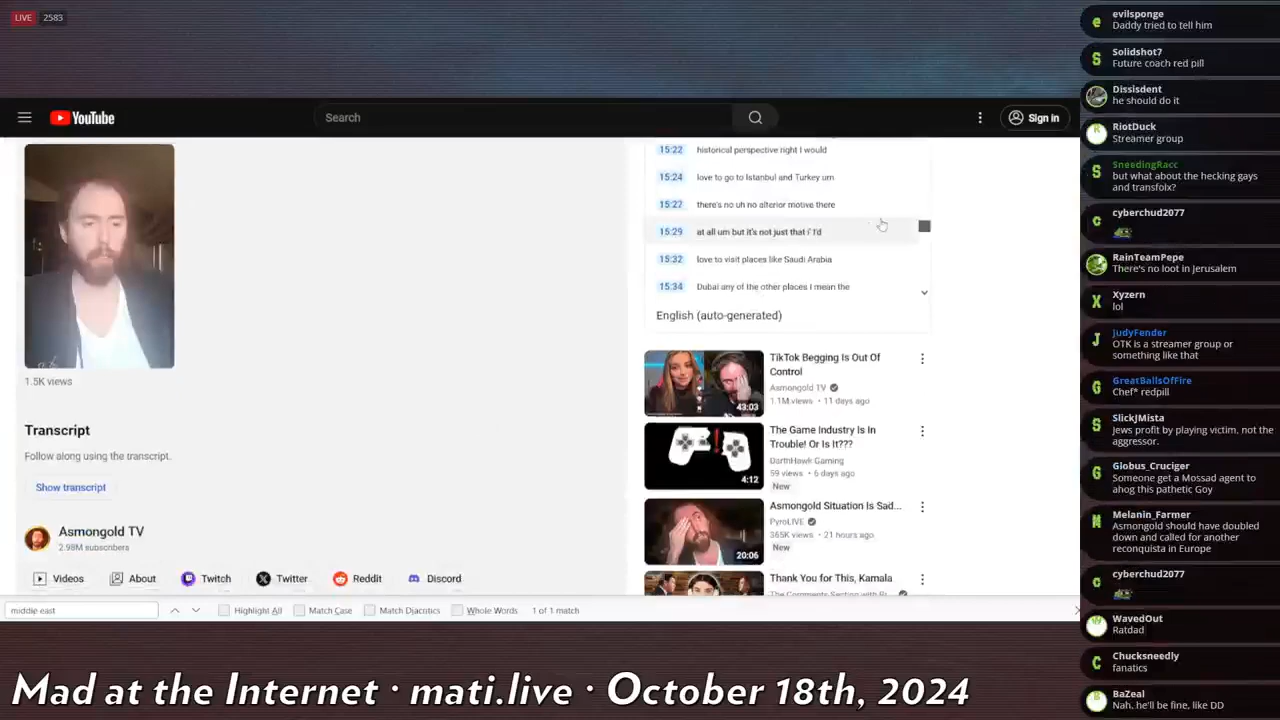 LIVE 2583
YouTube
Search
Sign in
1.5K views
Transcript
Follow along using the transcript.
Show transcript
Asmongold TV
2.98M subscribers
Videos
About
Twitch
Twitter
Reddit
Discord
15:22 historical perspective right I would
15:24 love to go to Istanbul and Turkey um
15:27 there's no uh no alterior motive there
15:29 at all um but it's not just that i' I'd
15:32 love to visit places like Saudi Arabia
15:34 Dubai any of the other places I mean the
English (auto-generated)
TikTok Begging Is Out Of
Control
Asmongold TV
1.1M views • 11 days ago
43:03
The Game Industry Is In
Trouble! Or Is It???
DarthHawk Gaming
59 views • 6 days ago
New
4:12
Asmongold Situation Is Sad...
PyroLIVE
365K views • 21 hours ago
New
20:06
Thank You for This, Kamala
middle east
Highlight All
Match Case
Match Diacritics
Whole Words
1 of 1 match
Mad at the Internet · mati.live · October 18th, 2024
evilsponge
Daddy tried to tell him
Solidshot7
Future coach red pill
Dissisdent
he should do it
RiotDuck
Streamer group
SneedingRacc
but what about the hecking gays
and transfolx?
cyberchud2077
RainTeamPepe
There's no loot in Jerusalem
Xyzern
lol
JudyFender
OTK is a streamer group or
something like that
GreatBallsOfFire
Chef* redpill
SlickJMista
Jews profit by playing victim, not the
aggressor.
Globus_Cruciger
Someone get a Mossad agent to
ahog this pathetic Goy
Melanin_Farmer
Asmongold should have doubled
down and called for another
reconquista in Europe
cyberchud2077
WavedOut
Ratdad
Chucksneedly
fanatics
BaZeal
Nah, he'll be fine, like DD